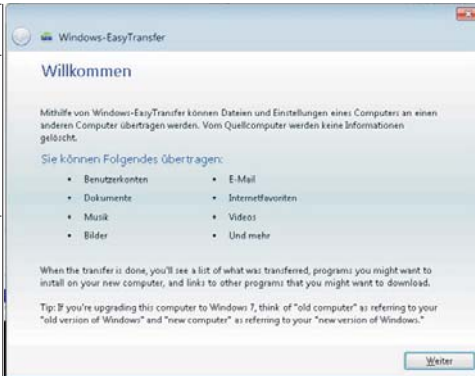 Windows-EasyTransfer
Willkommen
Mithilfe von Windows-EasyTransfer können Dateien und Einstellungen eines Computers an einen
anderen Computer übertragen werden. Vom Quellcomputer werden keine Informationen
gelöscht.
Sie können Folgendes übertragen:
• Benutzerkonten
• E-Mail
• Dokumente
• Internetfavoriten
• Musik
• Videos
• Bilder
• Und mehr
When the transfer is done, you'll see a list of what was transferred, programs you might want to
install on your new computer, and links to other programs that you might want to download.
Tip: If you're upgrading this computer to Windows 7, think of "old computer" as referring to your
"old version of Windows" and "new computer" as referring to your "new version of Windows."
Weiter